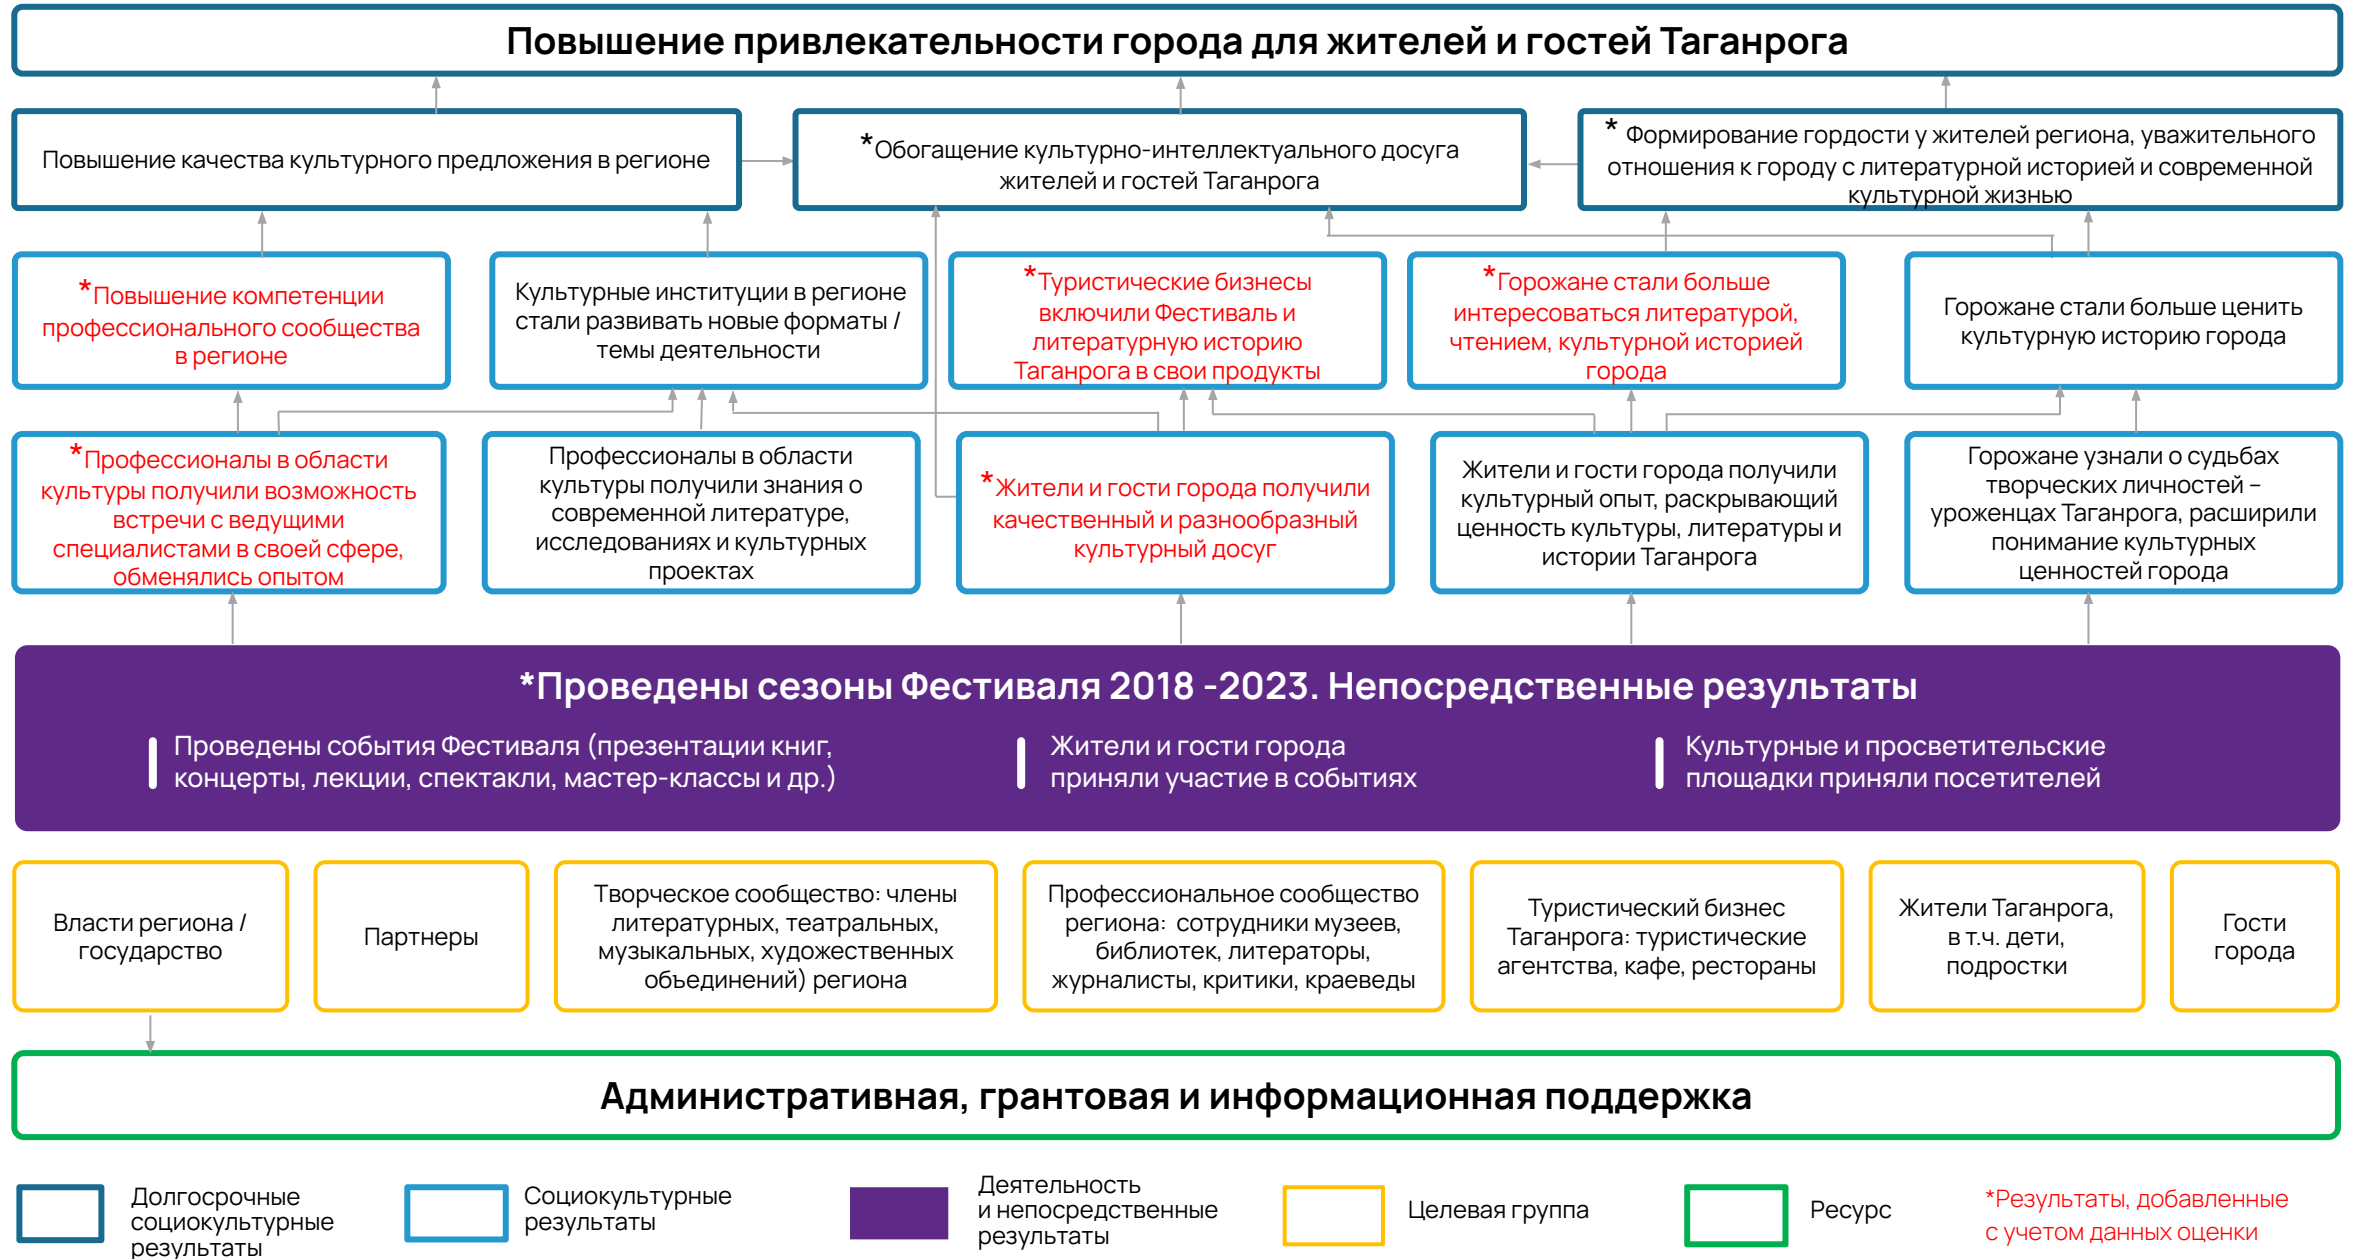 Повышение привлекательности города для жителей и гостей Таганрога
Повышение качества культурного предложения в регионе
*Обогащение культурно-интеллектуального досуга
жителей и гостей Таганрога
* Формирование гордости у жителей региона, уважительного
отношения к городу с литературной историей и современной
культурной жизнью
*Повышение компетенции
профессионального сообщества
в регионе
Культурные институции в регионе
стали развивать новые форматы /
темы деятельности
*Туристические бизнесы
включили Фестиваль и
литературную историю
Таганрога в свои продукты
*Горожане стали больше
интересоваться литературой,
чтением, культурной историей
города
Горожане стали больше ценить
культурную историю города
*Профессионалы в области
культуры получили возможность
встречи с ведущими
специалистами в своей сфере,
обменялись опытом
Профессионалы в области
культуры получили знания о
современной литературе,
исследованиях и культурных
проектах
*Жители и гости города получили
качественный и разнообразный
культурный досуг
Жители и гости города получили
культурный опыт, раскрывающий
ценность культуры, литературы и
истории Таганрога
Горожане узнали о судьбах
творческих личностей –
уроженцах Таганрога, расширили
понимание культурных
ценностей города
*Проведены сезоны Фестиваля 2018 -2023. Непосредственные результаты
Проведены события Фестиваля (презентации книг,
концерты, лекции, спектакли, мастер-классы и др.)
Жители и гости города
приняли участие в событиях
Культурные и просветительские
площадки приняли посетителей
Власти региона /
государство
Партнеры
Творческое сообщество: члены
литературных, театральных,
музыкальных, художественных
объединений) региона
Профессиональное сообщество
региона: сотрудники музеев,
библиотек, литераторы,
журналисты, критики, краеведы
Туристический бизнес
Таганрога: туристические
агентства, кафе, рестораны
Жители Таганрога,
в т.ч. дети,
подростки
Гости
города
Административная, грантовая и информационная поддержка
Долгосрочные
социокультурные
результаты
Социокультурные
результаты
Деятельность
и непосредственные
результаты
Целевая группа
Ресурс
*Результаты, добавленные
с учетом данных оценки